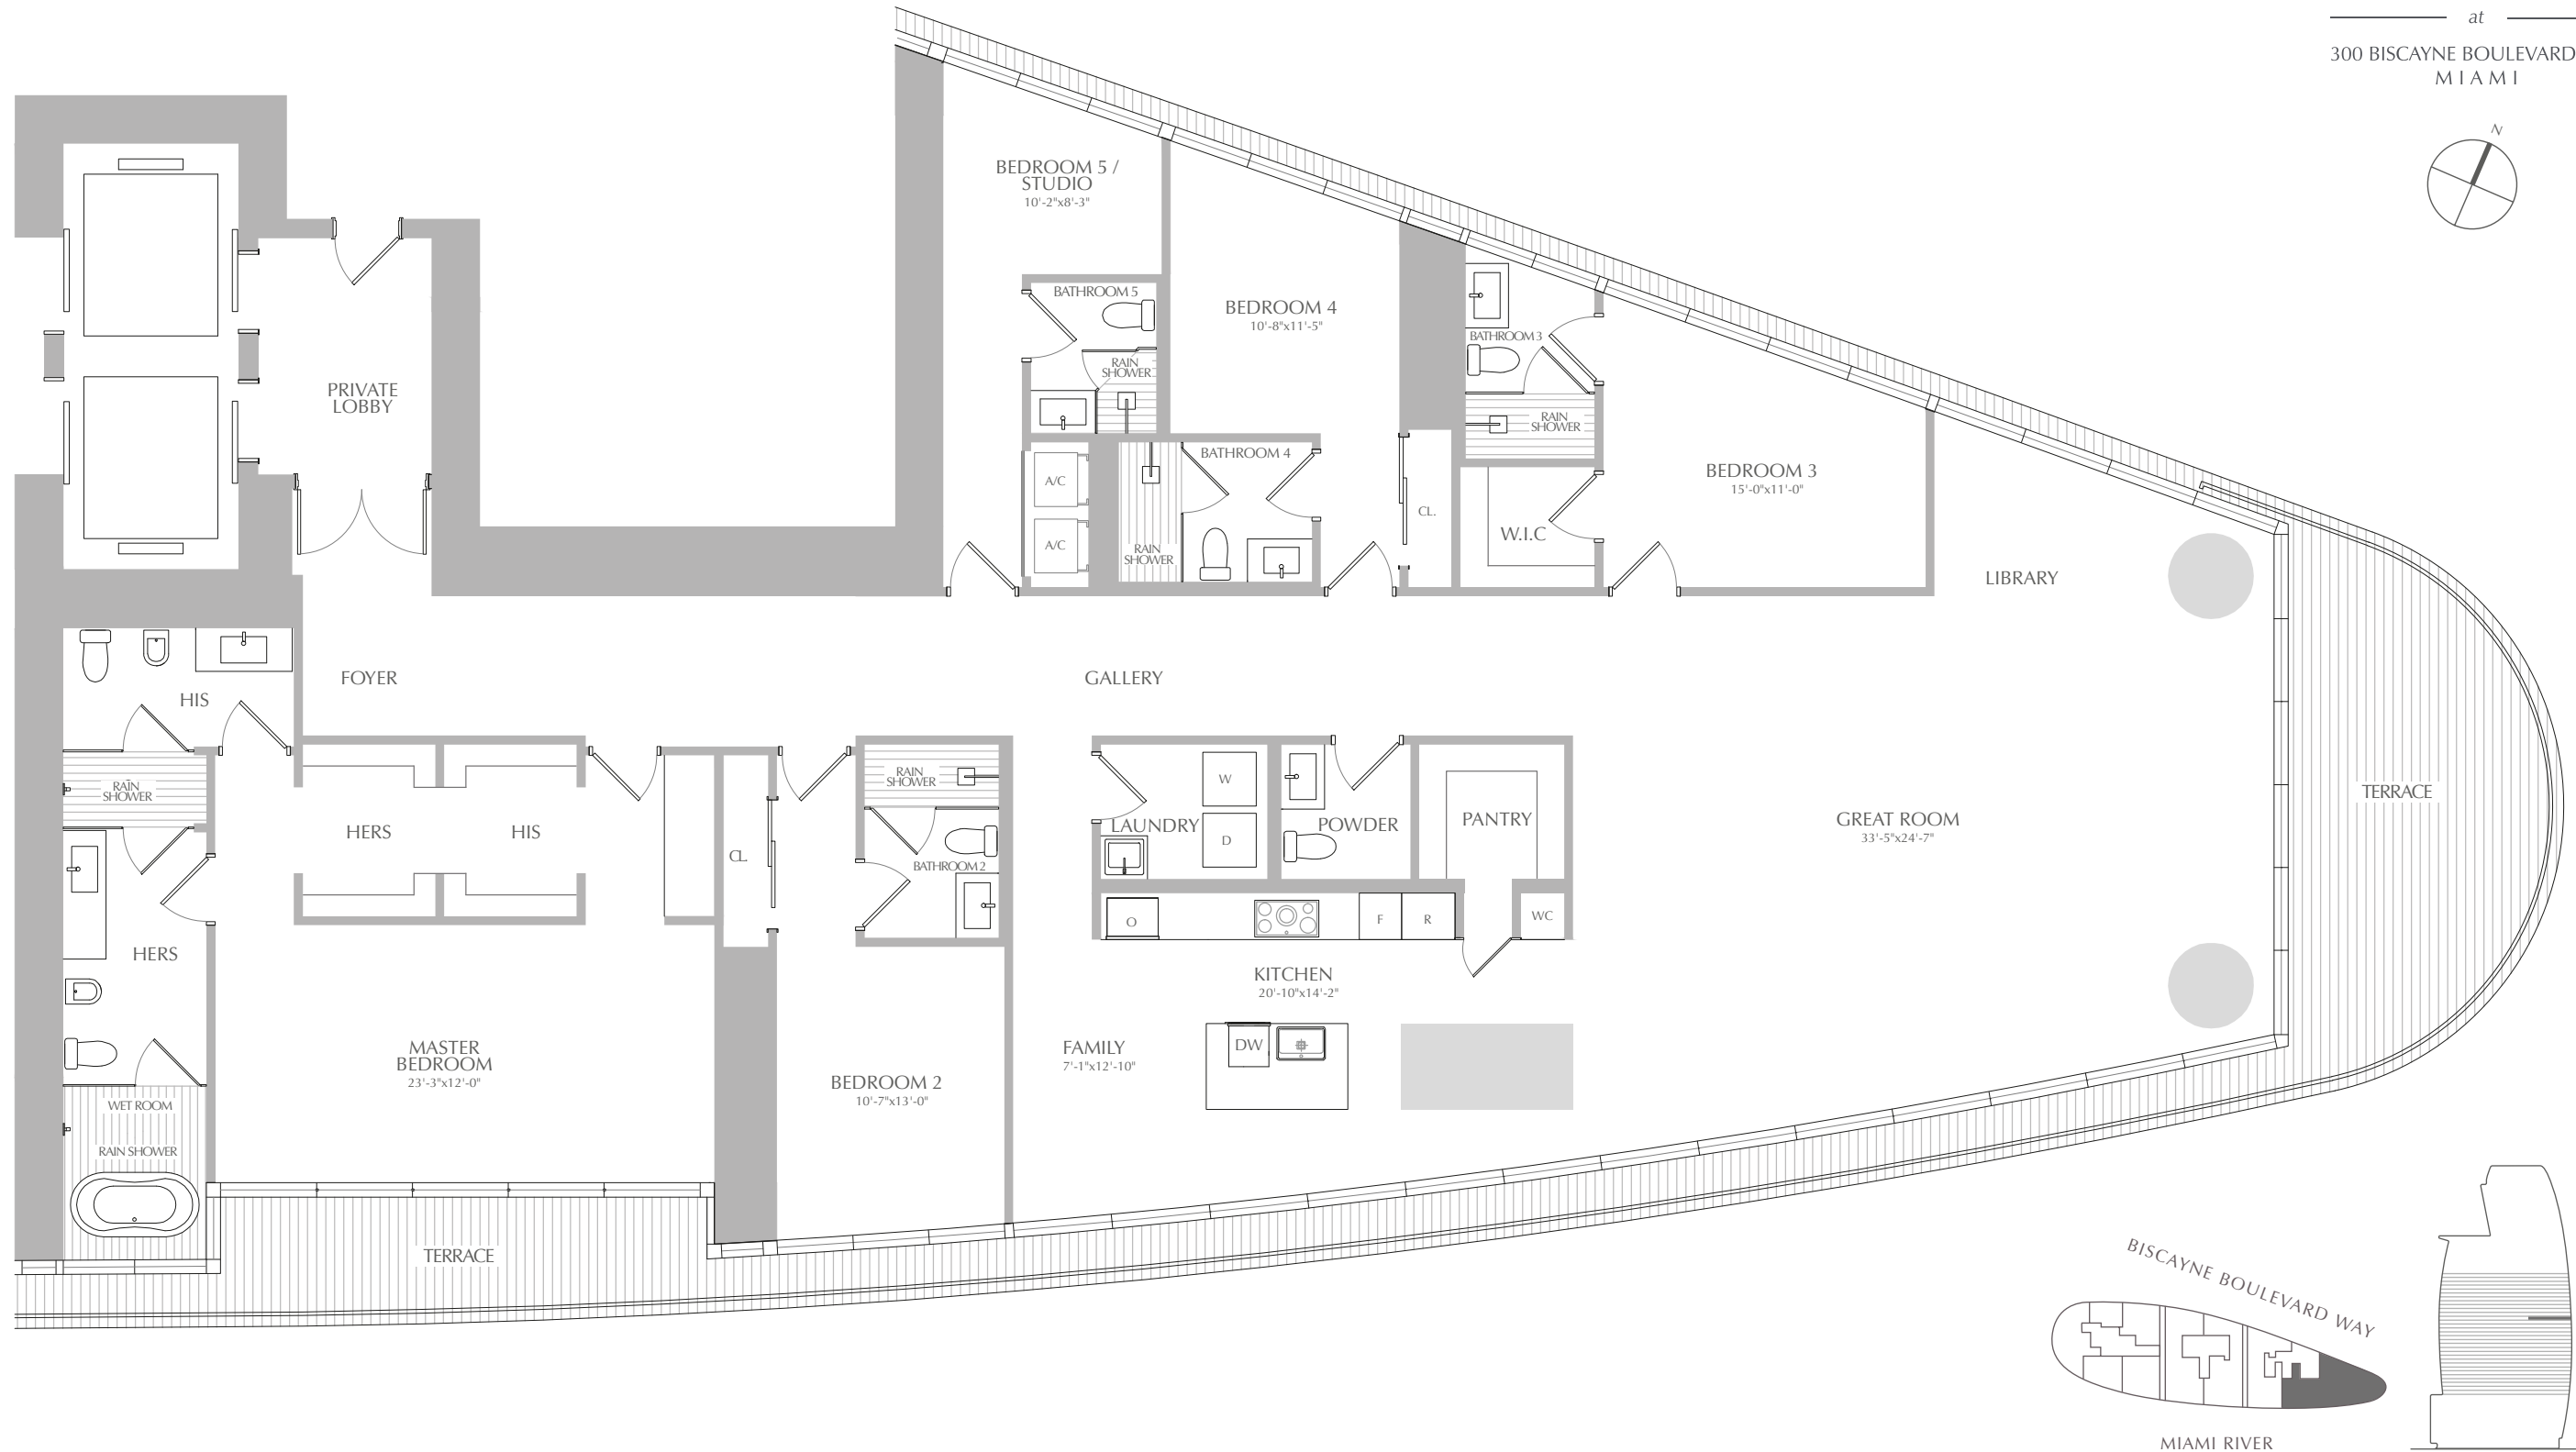 at
300 BISCAYNE BOULEVARD
MIAMI
N
BEDROOM 5 /
STUDIO
10'-2"x8'-3"
BATHROOM 5
RAIN
SHOWER
BEDROOM 4
10'-8"x11'-5"
BATHROOM 3
RAIN
SHOWER
PRIVATE
LOBBY
A/C
A/C
BATHROOM 4
RAIN
SHOWER
CL.
W.I.C
BEDROOM 3
15'-0"x11'-0"
LIBRARY
FOYER
GALLERY
HIS
RAIN
SHOWER
HERS
HIS
CL.
RAIN
SHOWER
BATHROOM 2
LAUNDRY
W
D
POWDER
PANTRY
GREAT ROOM
33'-5"x24'-7"
TERRACE
O
F
R
WC
HERS
KITCHEN
20'-10"x14'-2"
MASTER
BEDROOM
23'-3"x12'-0"
BEDROOM 2
10'-7"x13'-0"
FAMILY
7'-1"x12'-10"
DW
WET ROOM
RAIN SHOWER
TERRACE
BISCAYNE BOULEVARD WAY
MIAMI RIVER